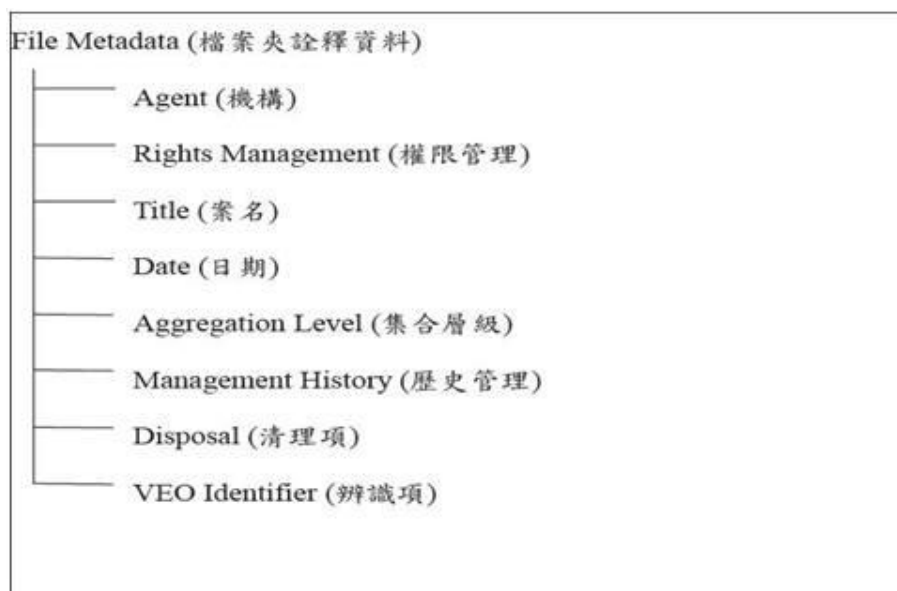 File Metadata (檔案夾詮釋資料)
Agent (機構)
Rights Management (權限管理)
Title (案名)
Date (日期)
Aggregation Level (集合層級)
Management History (歷史管理)
Disposal (清理項)
VEO Identifier (辨識項)